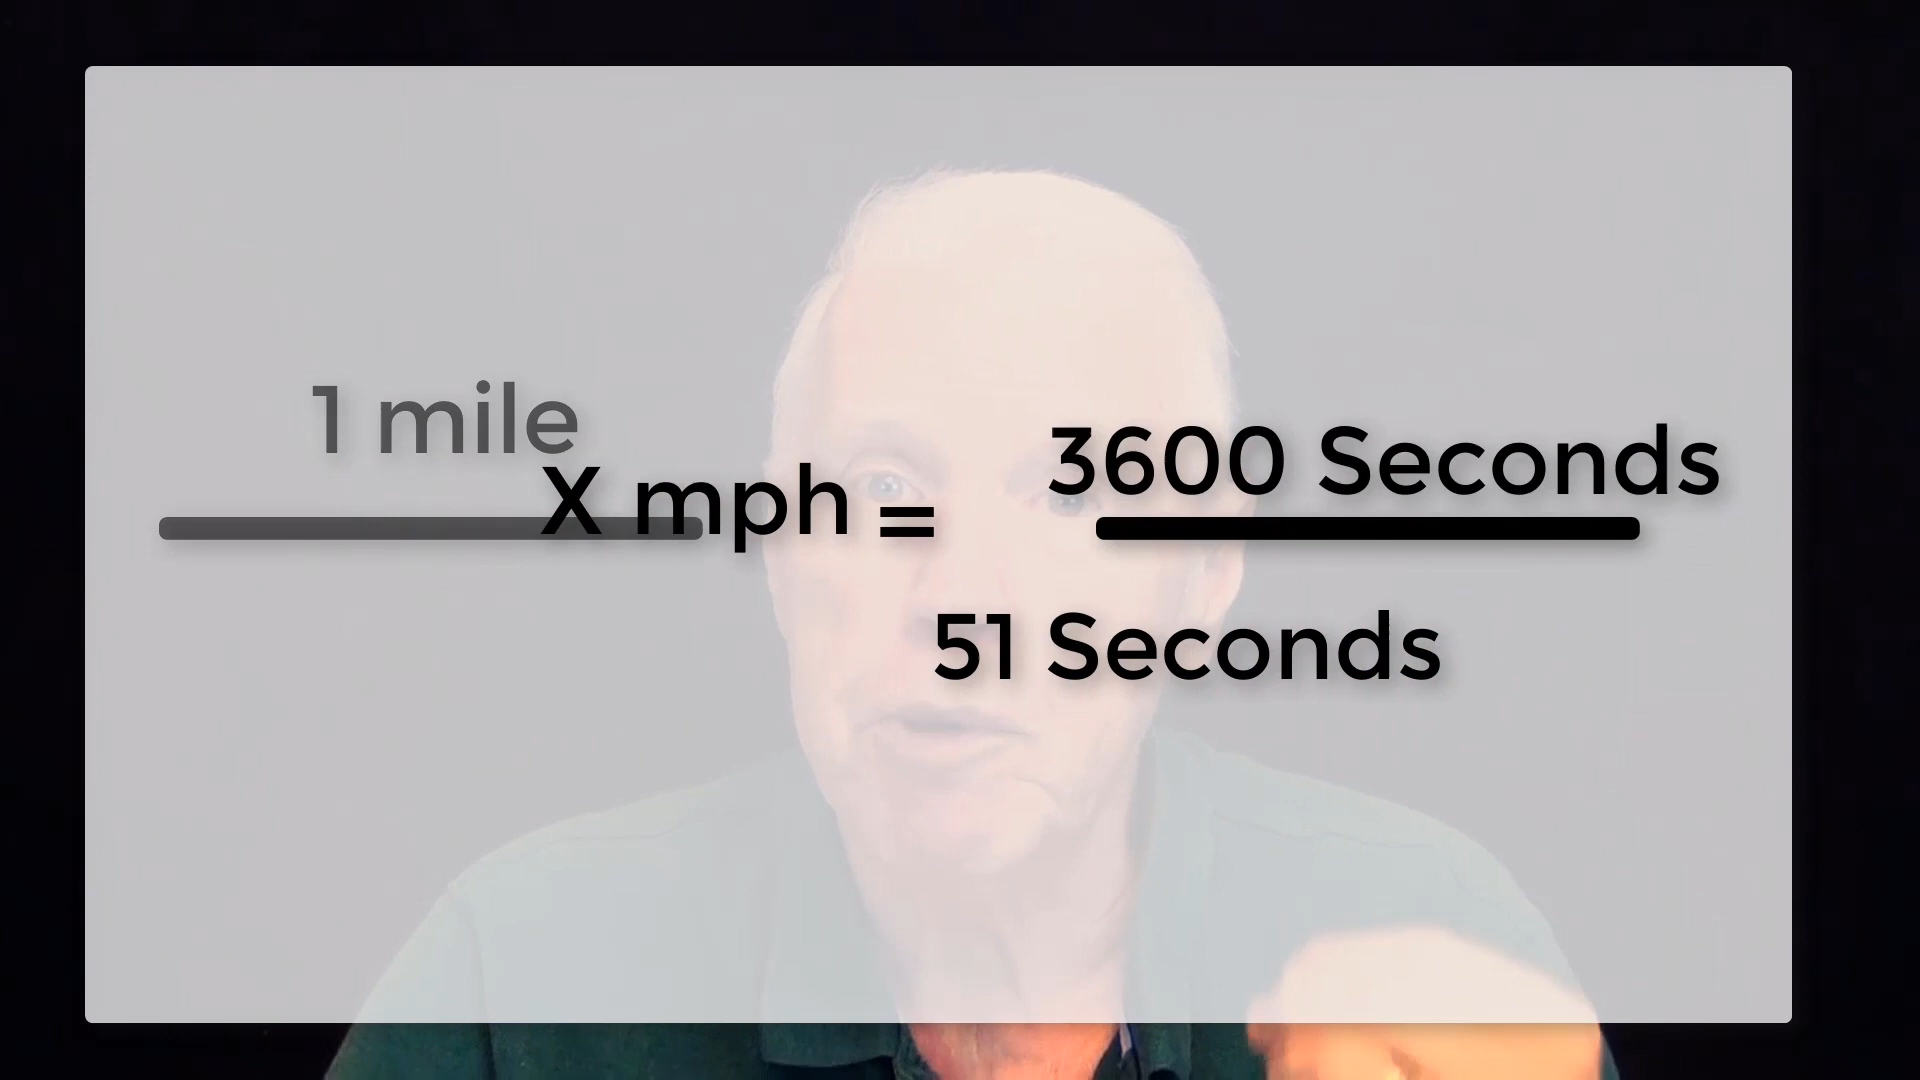 1 mile
X mph =
3600 Seconds
51 Seconds